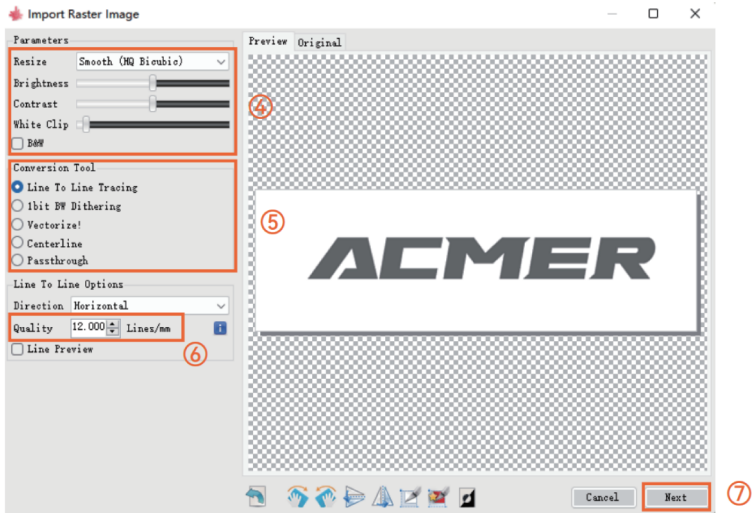 Import Raster Image
Parameters
Resize Smooth (HQ Bicubic)
Brightness
Contrast
White Clip
B&W
④
Conversion Tool
Line To Line Tracing
1bit BW Dithering
Vectorize!
Centerline
Passthrough
⑤
Line To Line Options
Direction Horizontal
Quality 12.000 Lines/mm
Line Preview
⑥
Preview Original
ACMER
Cancel Next
⑦